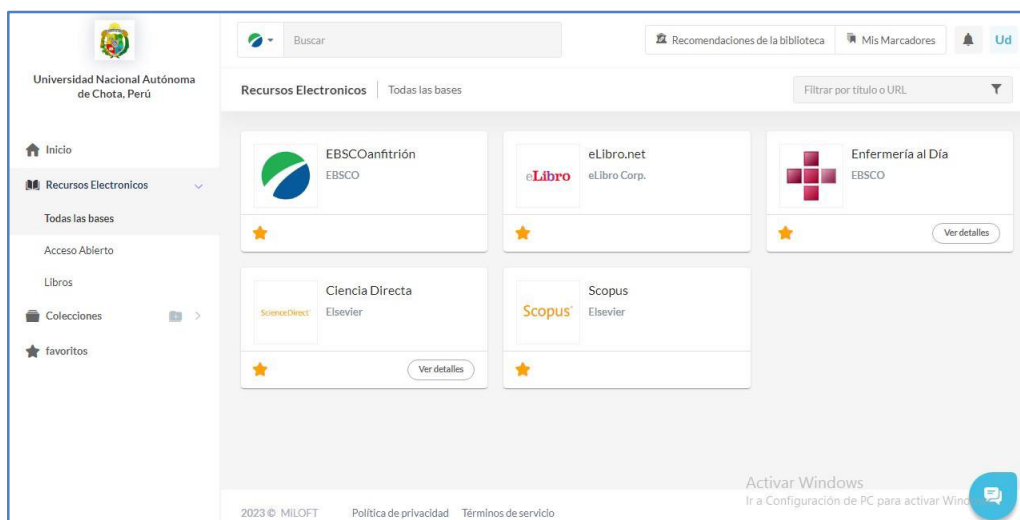 Universidad Nacional Autónoma
de Chota, Perú
Inicio
Recursos Electronicos
Todas las bases
Acceso Abierto
Libros
Colecciones
favoritos
Buscar
Recomendaciones de la biblioteca
Mis Marcadores
Ud
Recursos Electronicos
Todas las bases
Filtrar por título o URL
EBSCOanfitrión
EBSCO
eLibro
eLibro.net
eLibro Corp.
Enfermería al Día
EBSCO
Ver detalles
ScienceDirect
Ciencia Directa
Elsevier
Ver detalles
Scopus
Scopus
Elsevier
Activar Windows
Ir a Configuración de PC para activar Wind
2023 © MiLOFT
Política de privacidad
Términos de servicio